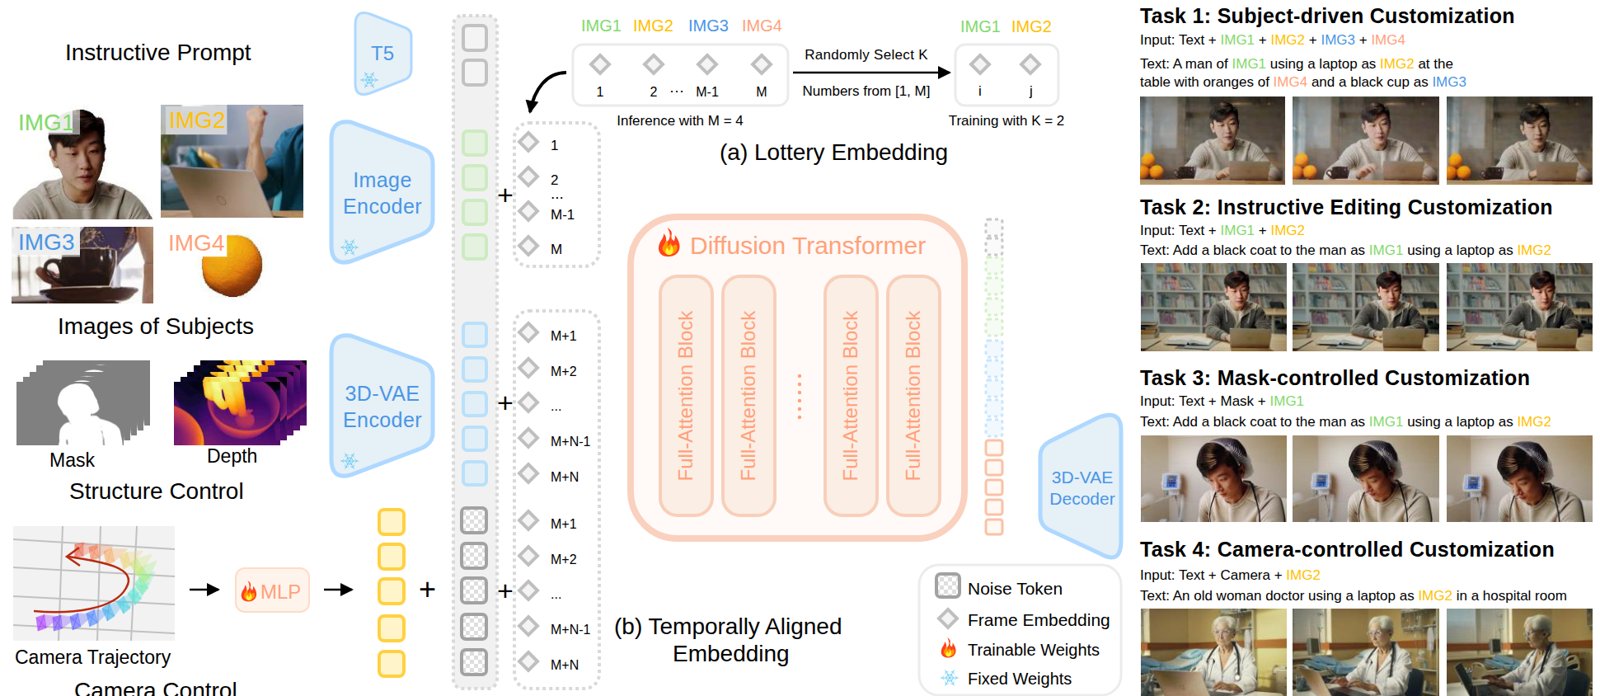 Instructive Prompt
T5
IMG1
IMG2
IMG3
IMG4
Images of Subjects
Image
Encoder
Mask
Depth
Structure Control
3D-VAE
Encoder
Camera Trajectory
Camera Control
MLP
+
+
+
+
IMG1 IMG2 IMG3 IMG4
1 2 ... M-1 M
Inference with M = 4
Randomly Select K
Numbers from [1, M]
IMG1 IMG2
i j
Training with K = 2
(a) Lottery Embedding
1
2
...
M-1
M
M+1
M+2
...
M+N-1
M+N
M+1
M+2
...
M+N-1
M+N
Diffusion Transformer
Full-Attention Block
Full-Attention Block
Full-Attention Block
Full-Attention Block
(b) Temporally Aligned
Embedding
3D-VAE
Decoder
Noise Token
Frame Embedding
Trainable Weights
Fixed Weights
Task 1: Subject-driven Customization
Input: Text + IMG1 + IMG2 + IMG3 + IMG4
Text: A man of IMG1 using a laptop as IMG2 at the
table with oranges of IMG4 and a black cup as IMG3
Task 2: Instructive Editing Customization
Input: Text + IMG1 + IMG2
Text: Add a black coat to the man as IMG1 using a laptop as IMG2
Task 3: Mask-controlled Customization
Input: Text + Mask + IMG1
Text: Add a black coat to the man as IMG1 using a laptop as IMG2
Task 4: Camera-controlled Customization
Input: Text + Camera + IMG2
Text: An old woman doctor using a laptop as IMG2 in a hospital room